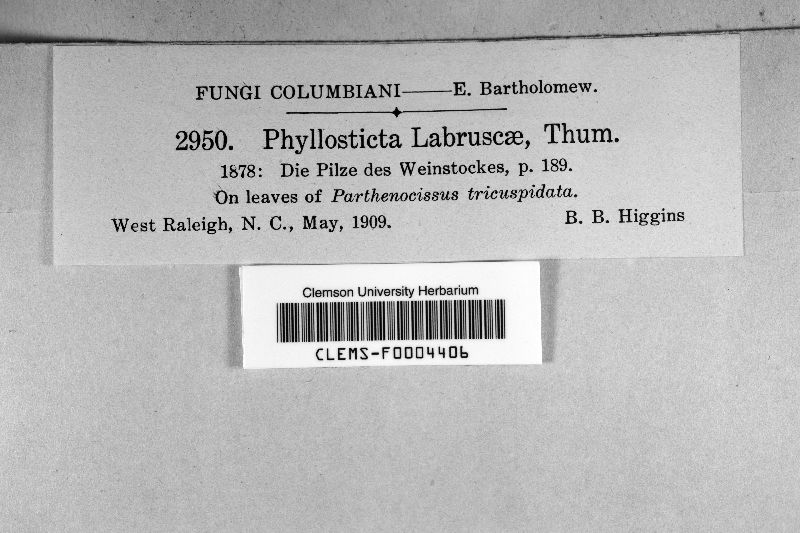 FUNGI COLUMBIANI——E. Bartholomew.
2950. Phyllosticta Labruscæ, Thum.
1878: Die Pilze des Weinstockes, p. 189.
On leaves of Parthenocissus tricuspidata.
West Raleigh, N. C., May, 1909. B. B. Higgins
Clemson University Herbarium
CLEMS-F0004406